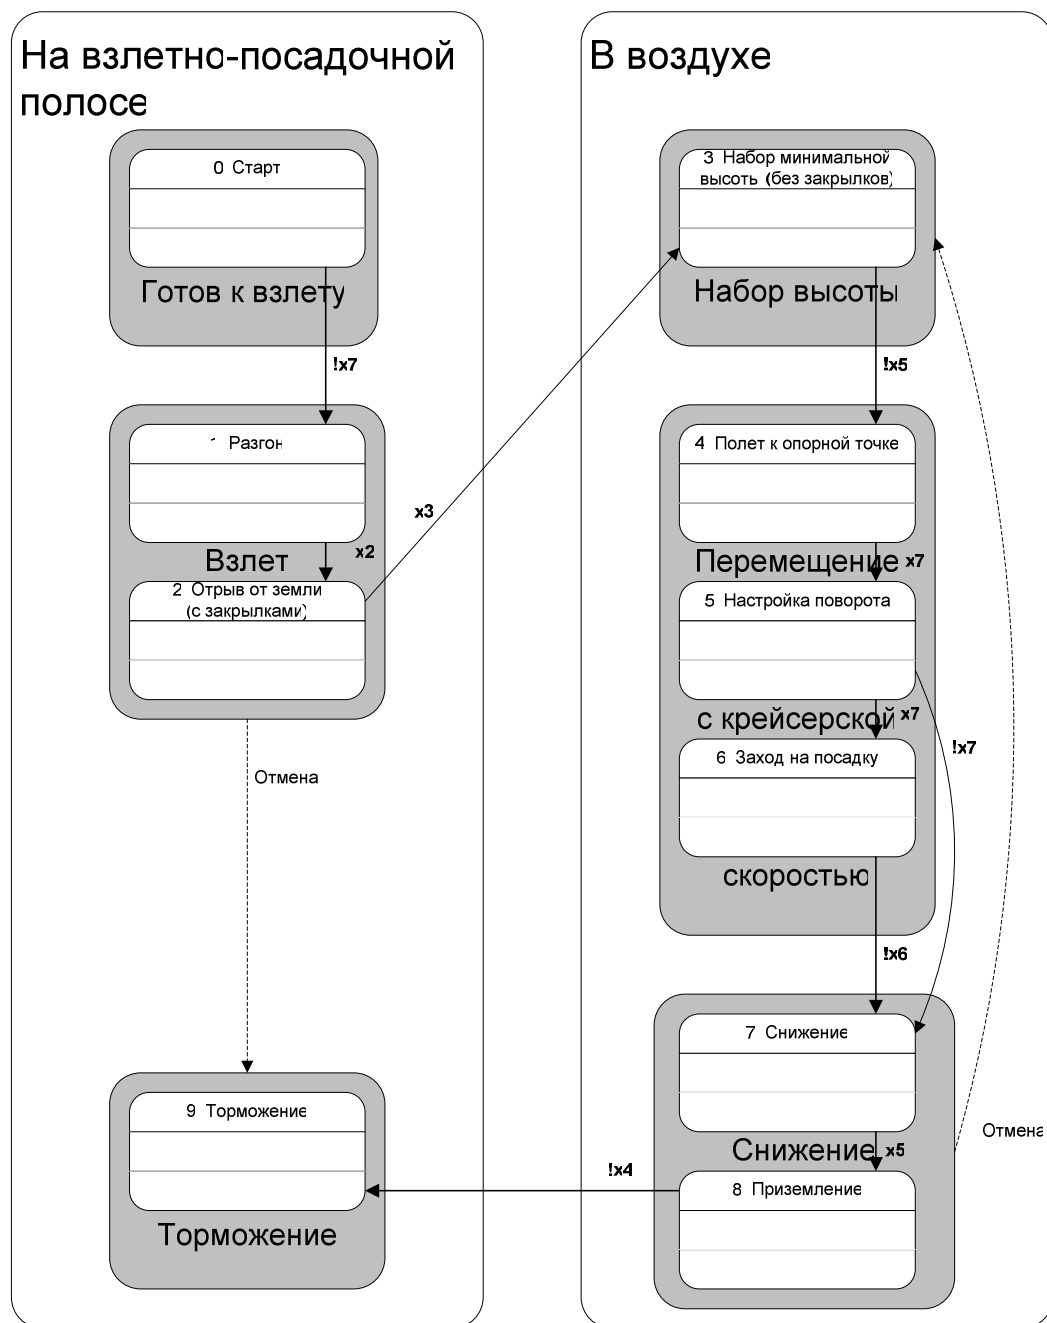 На взлетно-посадочной
полосе
0 Старт
Готов к взлету
!x7
1 Разгон
Взлет
x2
2 Отрыв от земли
(с закрылками)
x3
Отмена
9 Торможение
Торможение
В воздухе
3 Набор минимальной
высоть (без закрылков)
Набор высоты
!x5
4 Полет к опорной точке
Перемещение
x7
5 Настройка поворота
с крейсерской
x7
!x7
6 Заход на посадку
скоростью
!x6
7 Снижение
Отмена
Снижение
x5
!x4
8 Приземление